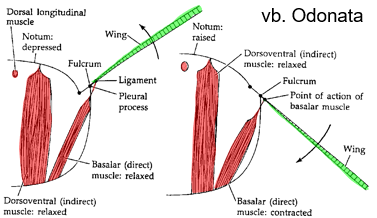 vb. Odonata
Dorsal longitudinal
muscle
Notum:
depressed
Wing
Fulcrum
Ligament
Pleural
process
Basalar (direct)
muscle: relaxed
Dorsoventral (indirect)
muscle: relaxed
Notum:
raised
Dorsoventral (indirect)
muscle: relaxed
Fulcrum
Point of action of
basalar muscle
Wing
Basalar (direct)
muscle: contracted